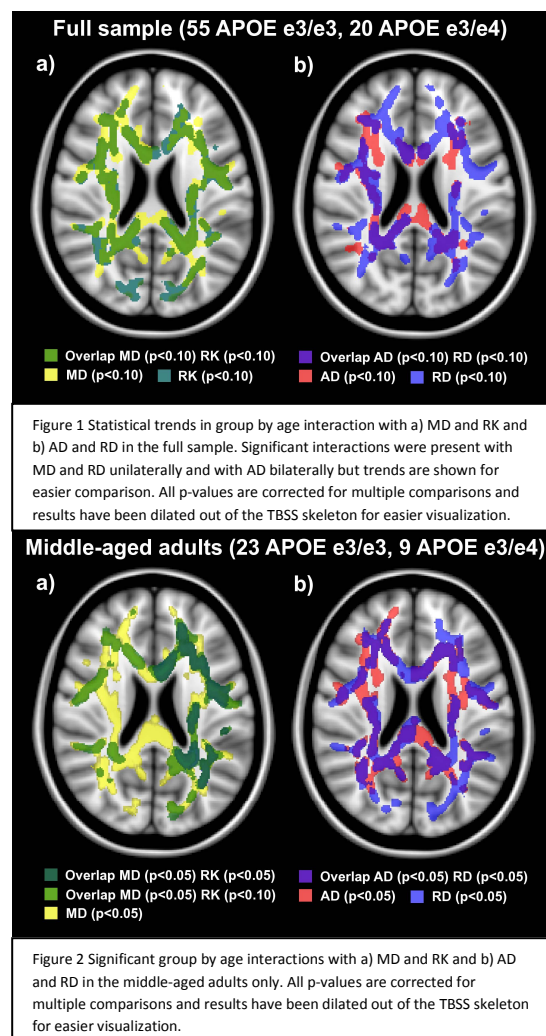 Full sample (55 APOE e3/e3, 20 APOE e3/e4)
a)
b)
Overlap MD (p<0.10) RK (p<0.10)
MD (p<0.10) RK (p<0.10)
Overlap AD (p<0.10) RD (p<0.10)
AD (p<0.10) RD (p<0.10)
Figure 1 Statistical trends in group by age interaction with a) MD and RK and
b) AD and RD in the full sample. Significant interactions were present with
MD and RD unilaterally and with AD bilaterally but trends are shown for
easier comparison. All p-values are corrected for multiple comparisons and
results have been dilated out of the TBSS skeleton for easier visualization.
Middle-aged adults (23 APOE e3/e3, 9 APOE e3/e4)
a)
b)
Overlap MD (p<0.05) RK (p<0.05)
Overlap MD (p<0.05) RK (p<0.10)
MD (p<0.05)
Overlap AD (p<0.05) RD (p<0.05)
AD (p<0.05) RD (p<0.05)
Figure 2 Significant group by age interactions with a) MD and RK and b) AD
and RD in the middle-aged adults only. All p-values are corrected for
multiple comparisons and results have been dilated out of the TBSS skeleton
for easier visualization.